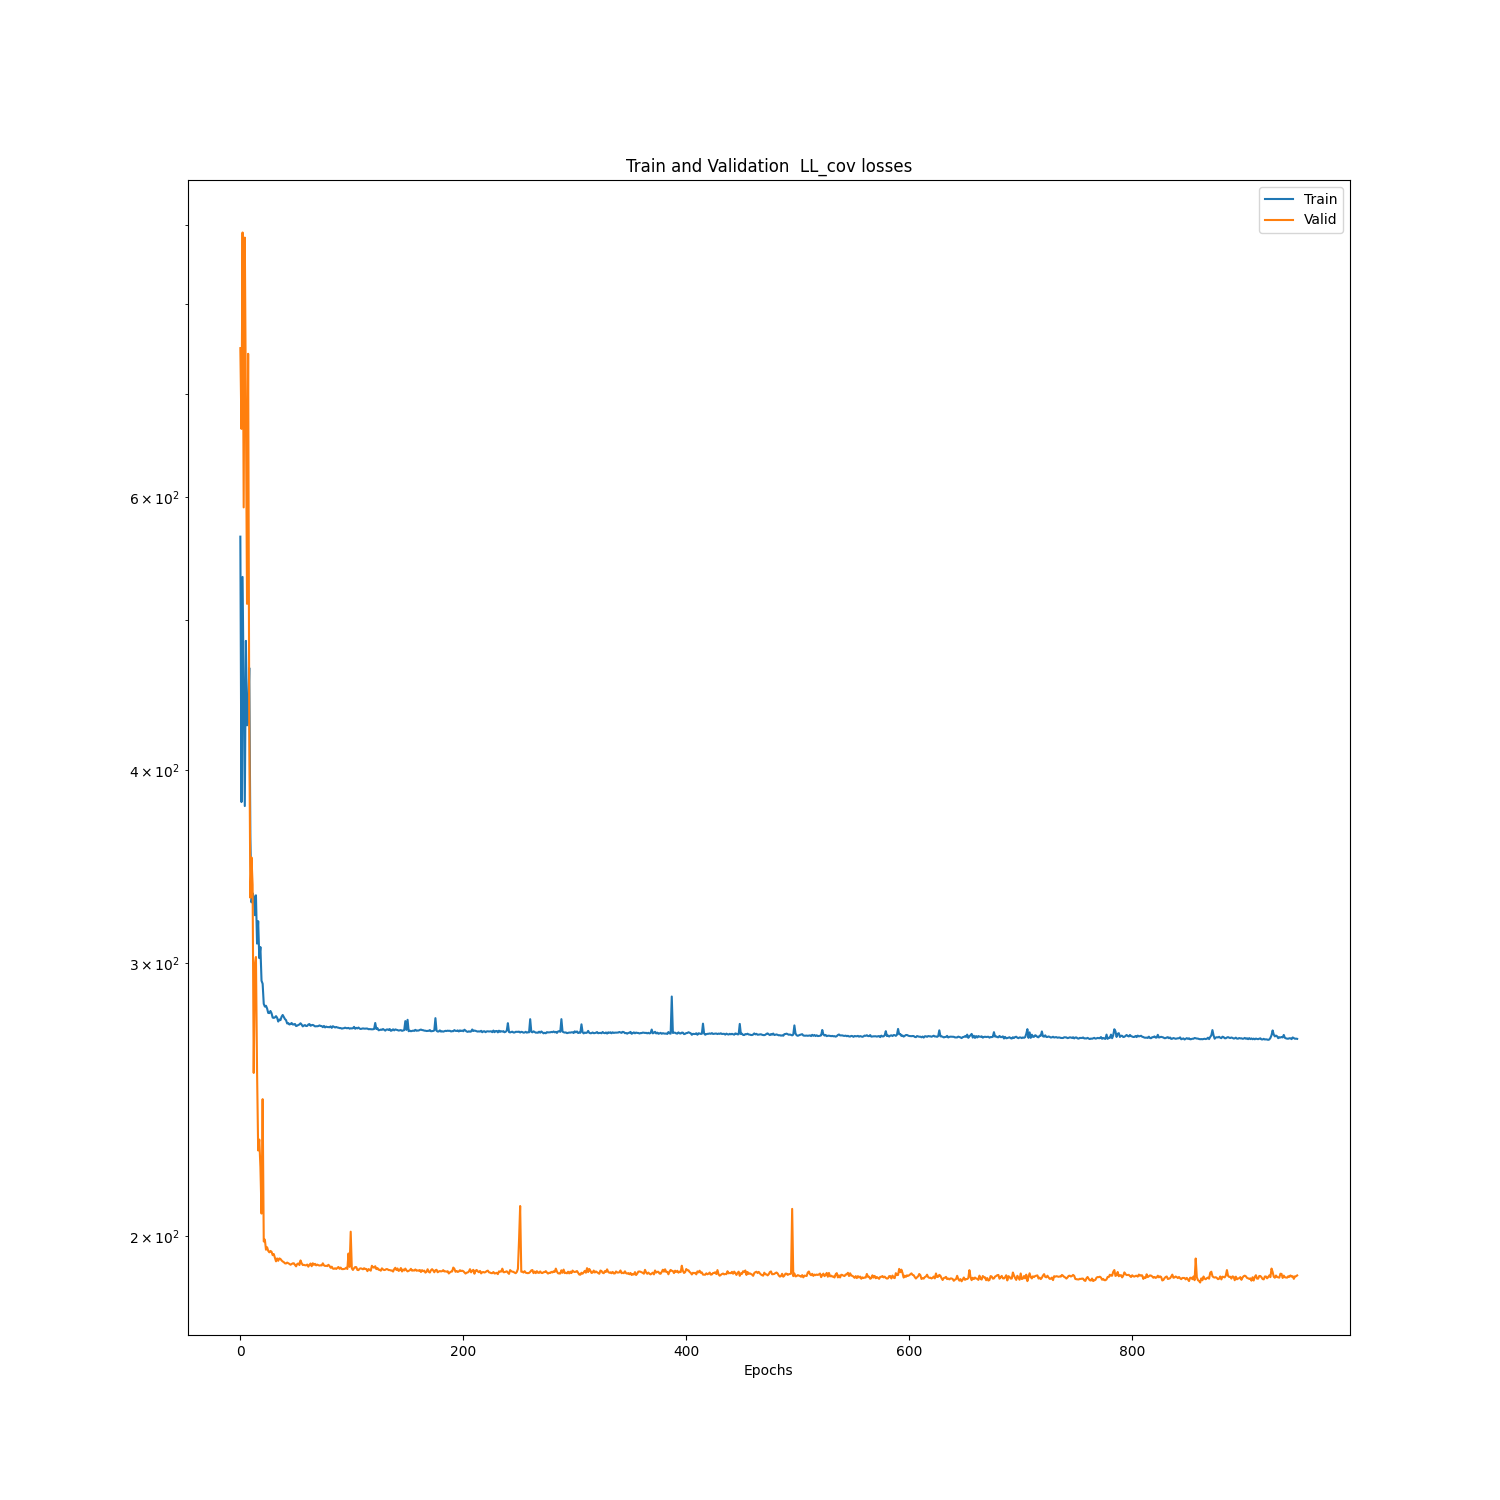 Train and Validation  LL_cov losses
Train
Valid
6 × 10²
4 × 10²
3 × 10²
2 × 10²
0 200 400 600 800
Epochs